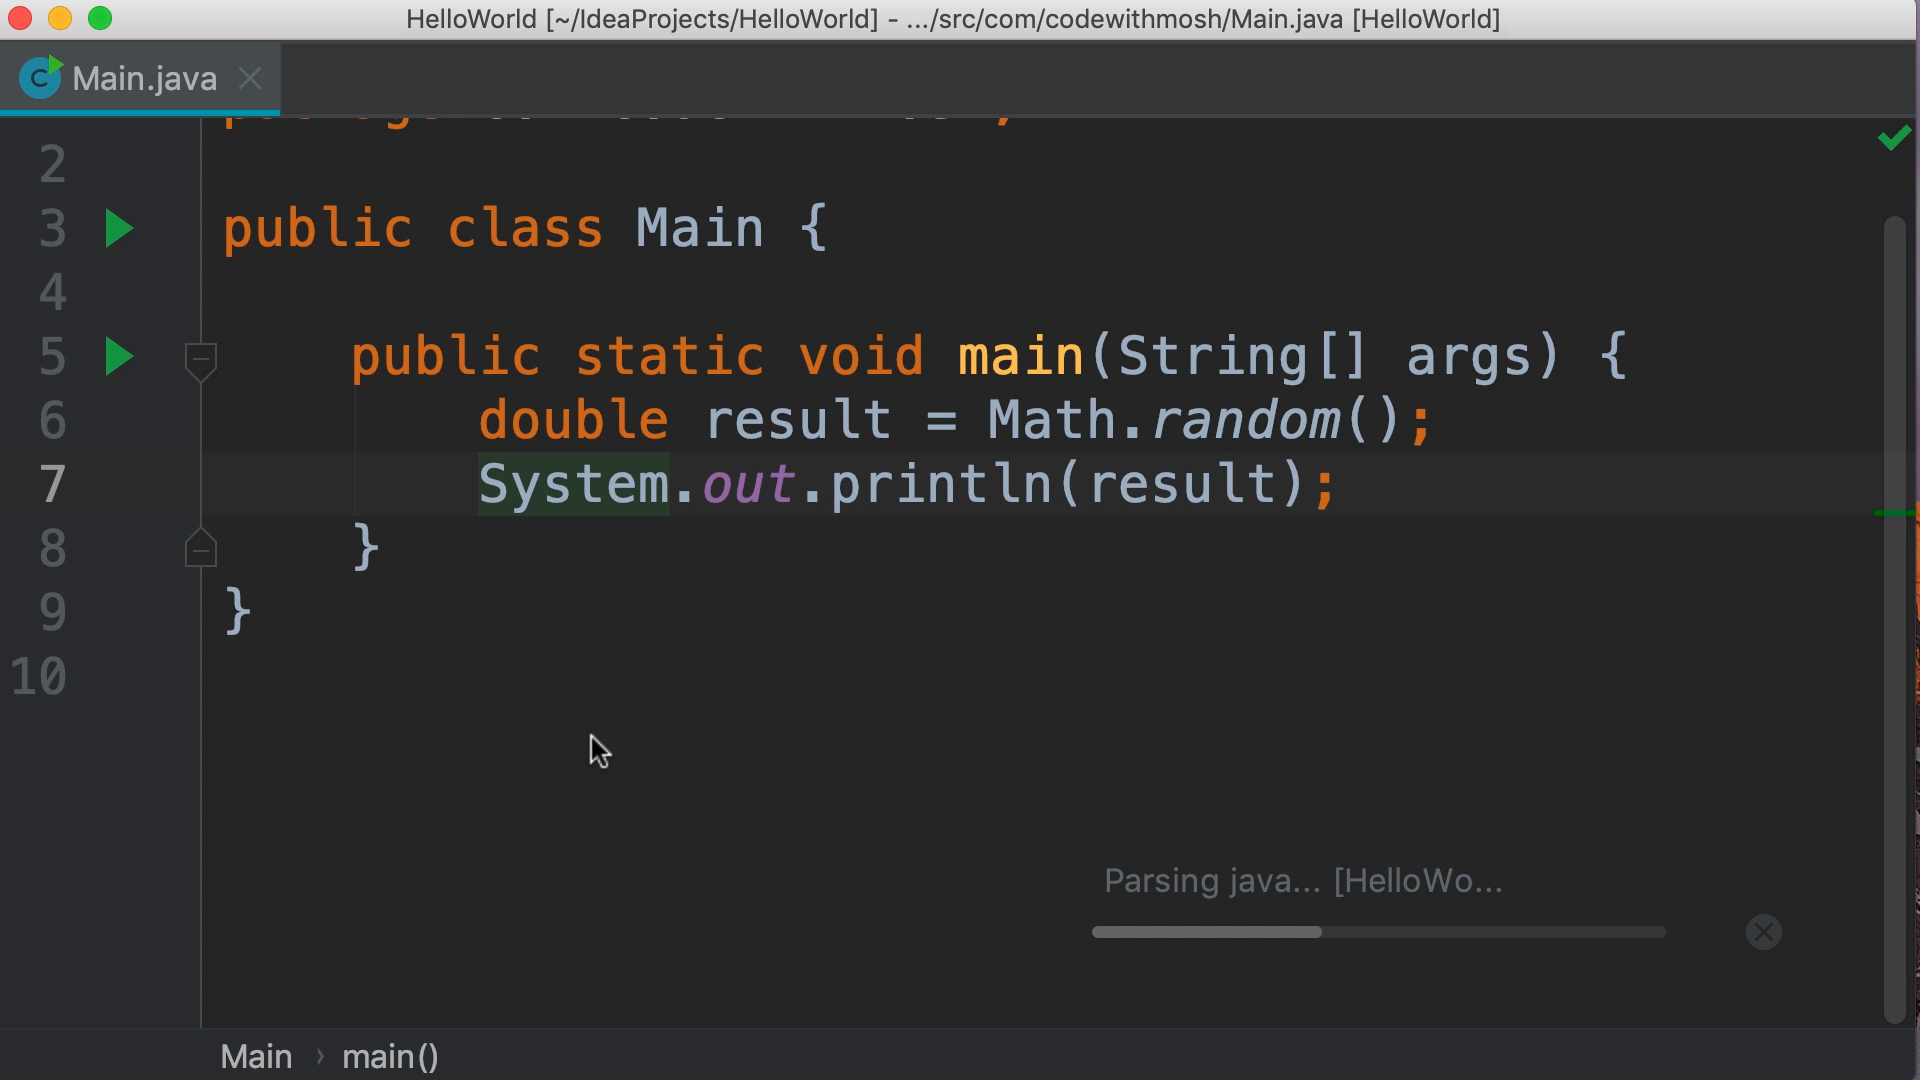 HelloWorld [~/IdeaProjects/HelloWorld] - .../src/com/codewithmosh/Main.java [HelloWorld]
Main.java
2
3 public class Main {
4
5 public static void main(String[] args) {
6 double result = Math.random();
7 System.out.println(result);
8 }
9 }
10
Parsing java... [HelloWo...
Main › main()